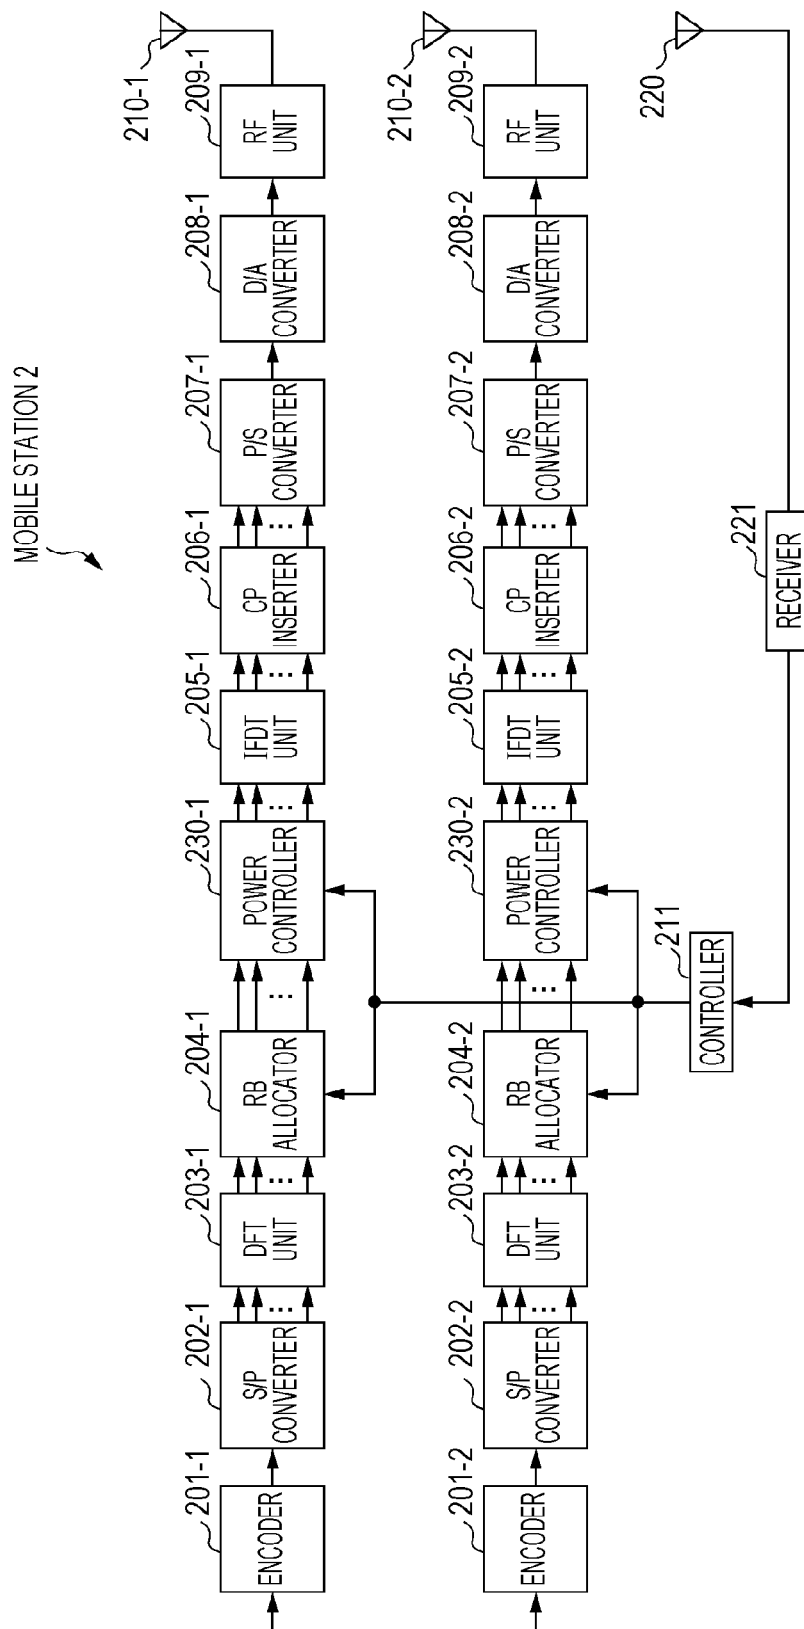 MOBILE STATION 2
201-1
ENCODER
202-1
S/P
CONVERTER
...
203-1
DFT
UNIT
...
204-1
RB
ALLOCATOR
...
230-1
POWER
CONTROLLER
...
205-1
IFDT
UNIT
...
206-1
CP
INSERTER
...
207-1
P/S
CONVERTER
208-1
D/A
CONVERTER
209-1
RF
UNIT
210-1
201-2
ENCODER
202-2
S/P
CONVERTER
...
203-2
DFT
UNIT
...
204-2
RB
ALLOCATOR
...
230-2
POWER
CONTROLLER
...
205-2
IFDT
UNIT
...
206-2
CP
INSERTER
...
207-2
P/S
CONVERTER
208-2
D/A
CONVERTER
209-2
RF
UNIT
210-2
211
CONTROLLER
221
RECEIVER
220